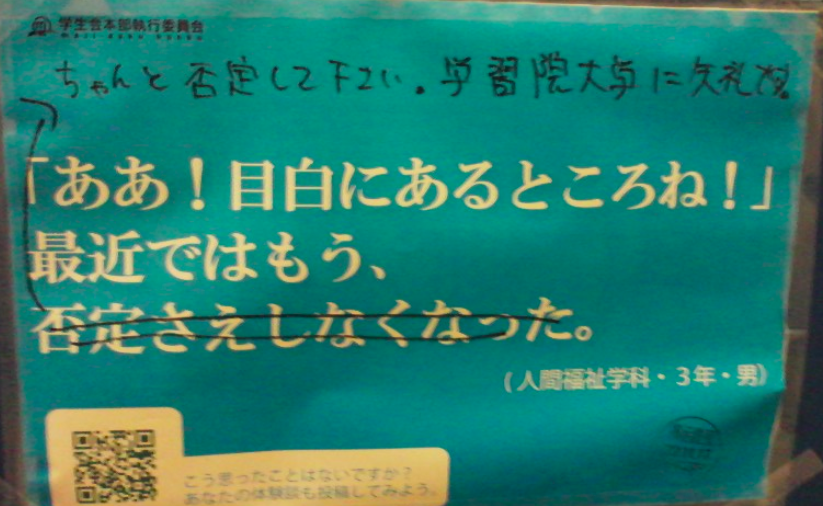 学生会本部執行委員会
ちゃんと否定して下さい。学習院大学に失礼だ。
「ああ！目白にあるところね！」
最近ではもう、
否定さえしなくなった。
(人間福祉学科・3年・男)
こう思ったことはないですか？
あなたの体験談も投稿してみよう。